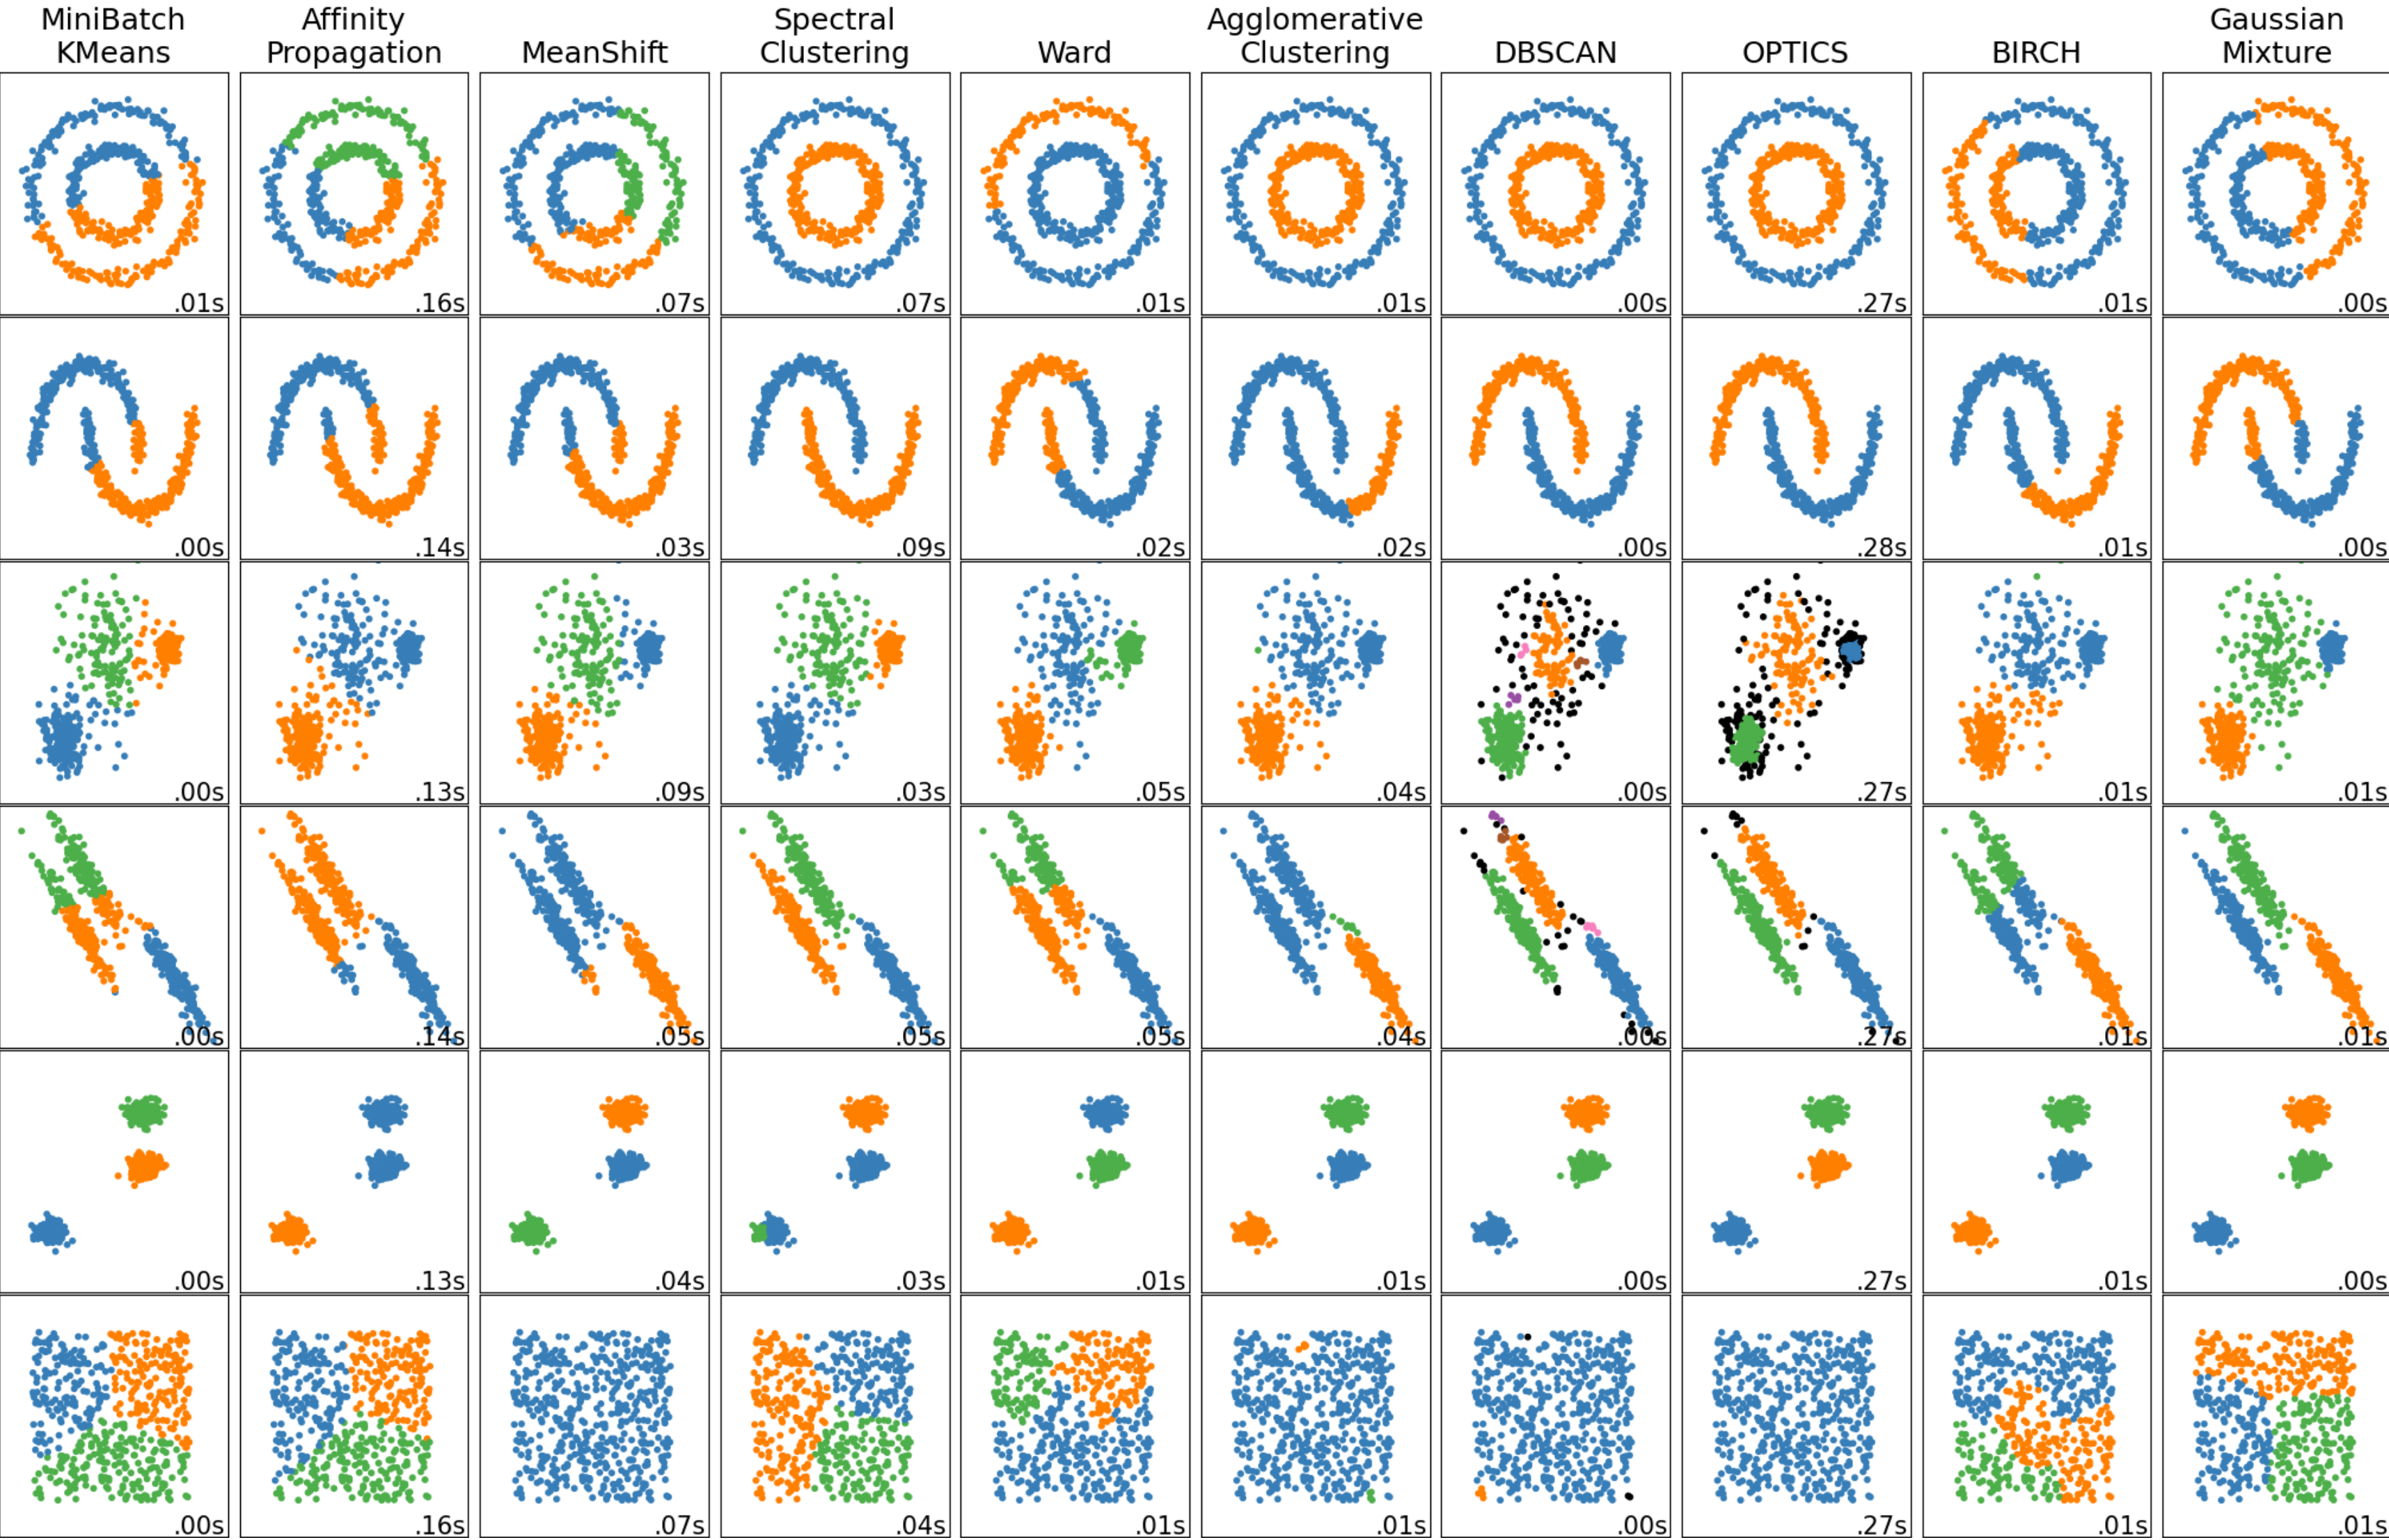 MiniBatch
KMeans
Affinity
Propagation
MeanShift
Spectral
Clustering
Ward
Agglomerative
Clustering
DBSCAN
OPTICS
BIRCH
Gaussian
Mixture
.01s
.16s
.07s
.07s
.01s
.01s
.00s
.27s
.01s
.00s
.00s
.14s
.03s
.09s
.02s
.02s
.00s
.28s
.01s
.00s
.00s
.13s
.09s
.03s
.05s
.04s
.00s
.27s
.01s
.01s
.00s
.14s
.05s
.05s
.05s
.04s
.00s
.27s
.01s
.01s
.00s
.13s
.04s
.03s
.01s
.01s
.00s
.27s
.01s
.00s
.00s
.16s
.07s
.04s
.01s
.01s
.00s
.27s
.01s
.01s